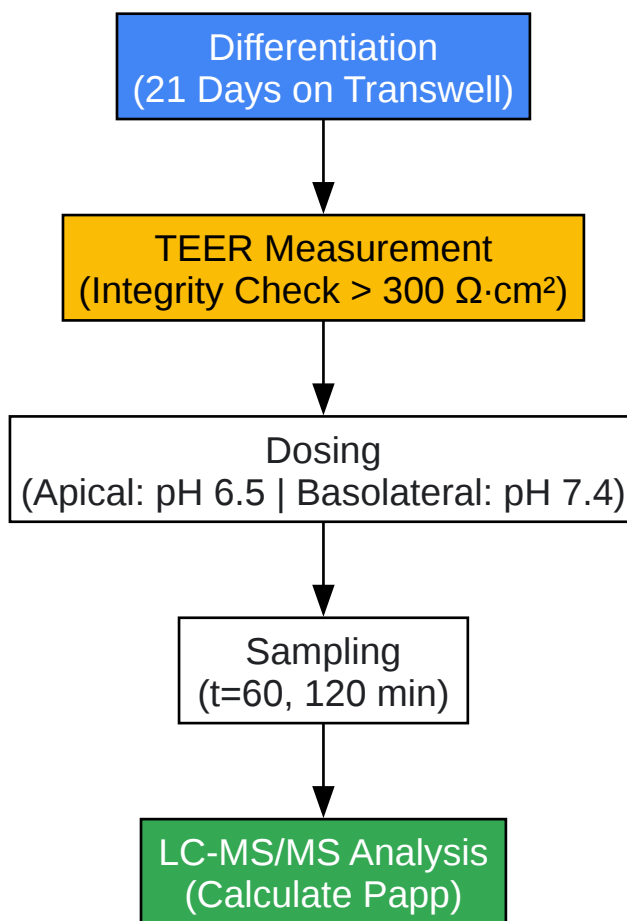 Differentiation
(21 Days on Transwell)
TEER Measurement
(Integrity Check > 300 Ω·cm²)
Dosing
(Apical: pH 6.5 | Basolateral: pH 7.4)
Sampling
(t=60, 120 min)
LC-MS/MS Analysis
(Calculate Papp)